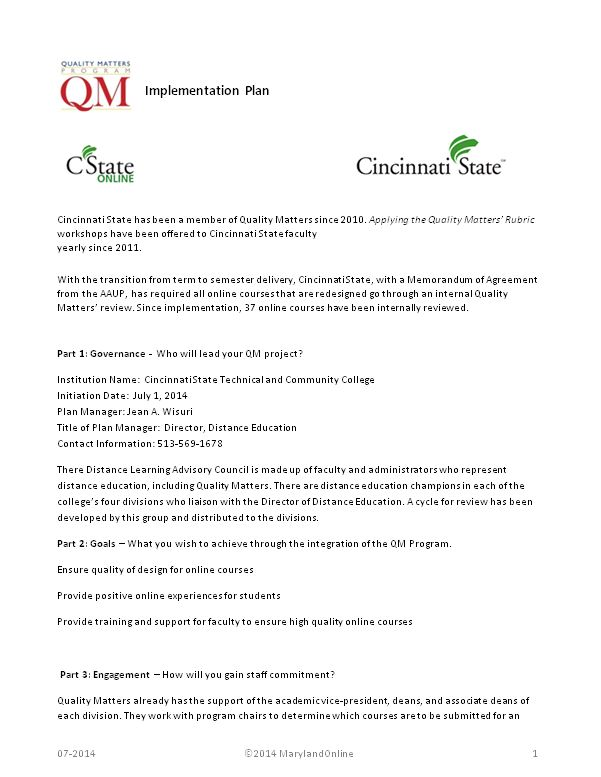 QUALITY MATTERS
PROGRAM
QM
Implementation Plan
CState
ONLINE
Cincinnati State
Cincinnati State has been a member of Quality Matters since 2010. Applying the Quality Matters' Rubric
workshops have been offered to Cincinnati State faculty
yearly since 2011.
With the transition from term to semester delivery, Cincinnati State, with a Memorandum of Agreement
from the AAUP, has required all online courses that are redesigned go through an internal Quality
Matters' review. Since implementation, 37 online courses have been internally reviewed.
Part 1: Governance - Who will lead your QM project?
Institution Name: Cincinnati State Technical and Community College
Initiation Date: July 1, 2014
Plan Manager: Jean A. Wisuri
Title of Plan Manager: Director, Distance Education
Contact Information: 513-569-1678
There Distance Learning Advisory Council is made up of faculty and administrators who represent
distance education, including Quality Matters. There are distance education champions in each of the
college's four divisions who liaison with the Director of Distance Education. A cycle for review has been
developed by this group and distributed to the divisions.
Part 2: Goals – What you wish to achieve through the integration of the QM Program.
Ensure quality of design for online courses
Provide positive online experiences for students
Provide training and support for faculty to ensure high quality online courses
Part 3: Engagement – How will you gain staff commitment?
Quality Matters already has the support of the academic vice-president, deans, and associate deans of
each division. They work with program chairs to determine which courses are to be submitted for an
07-2014 ©2014 MarylandOnline 1